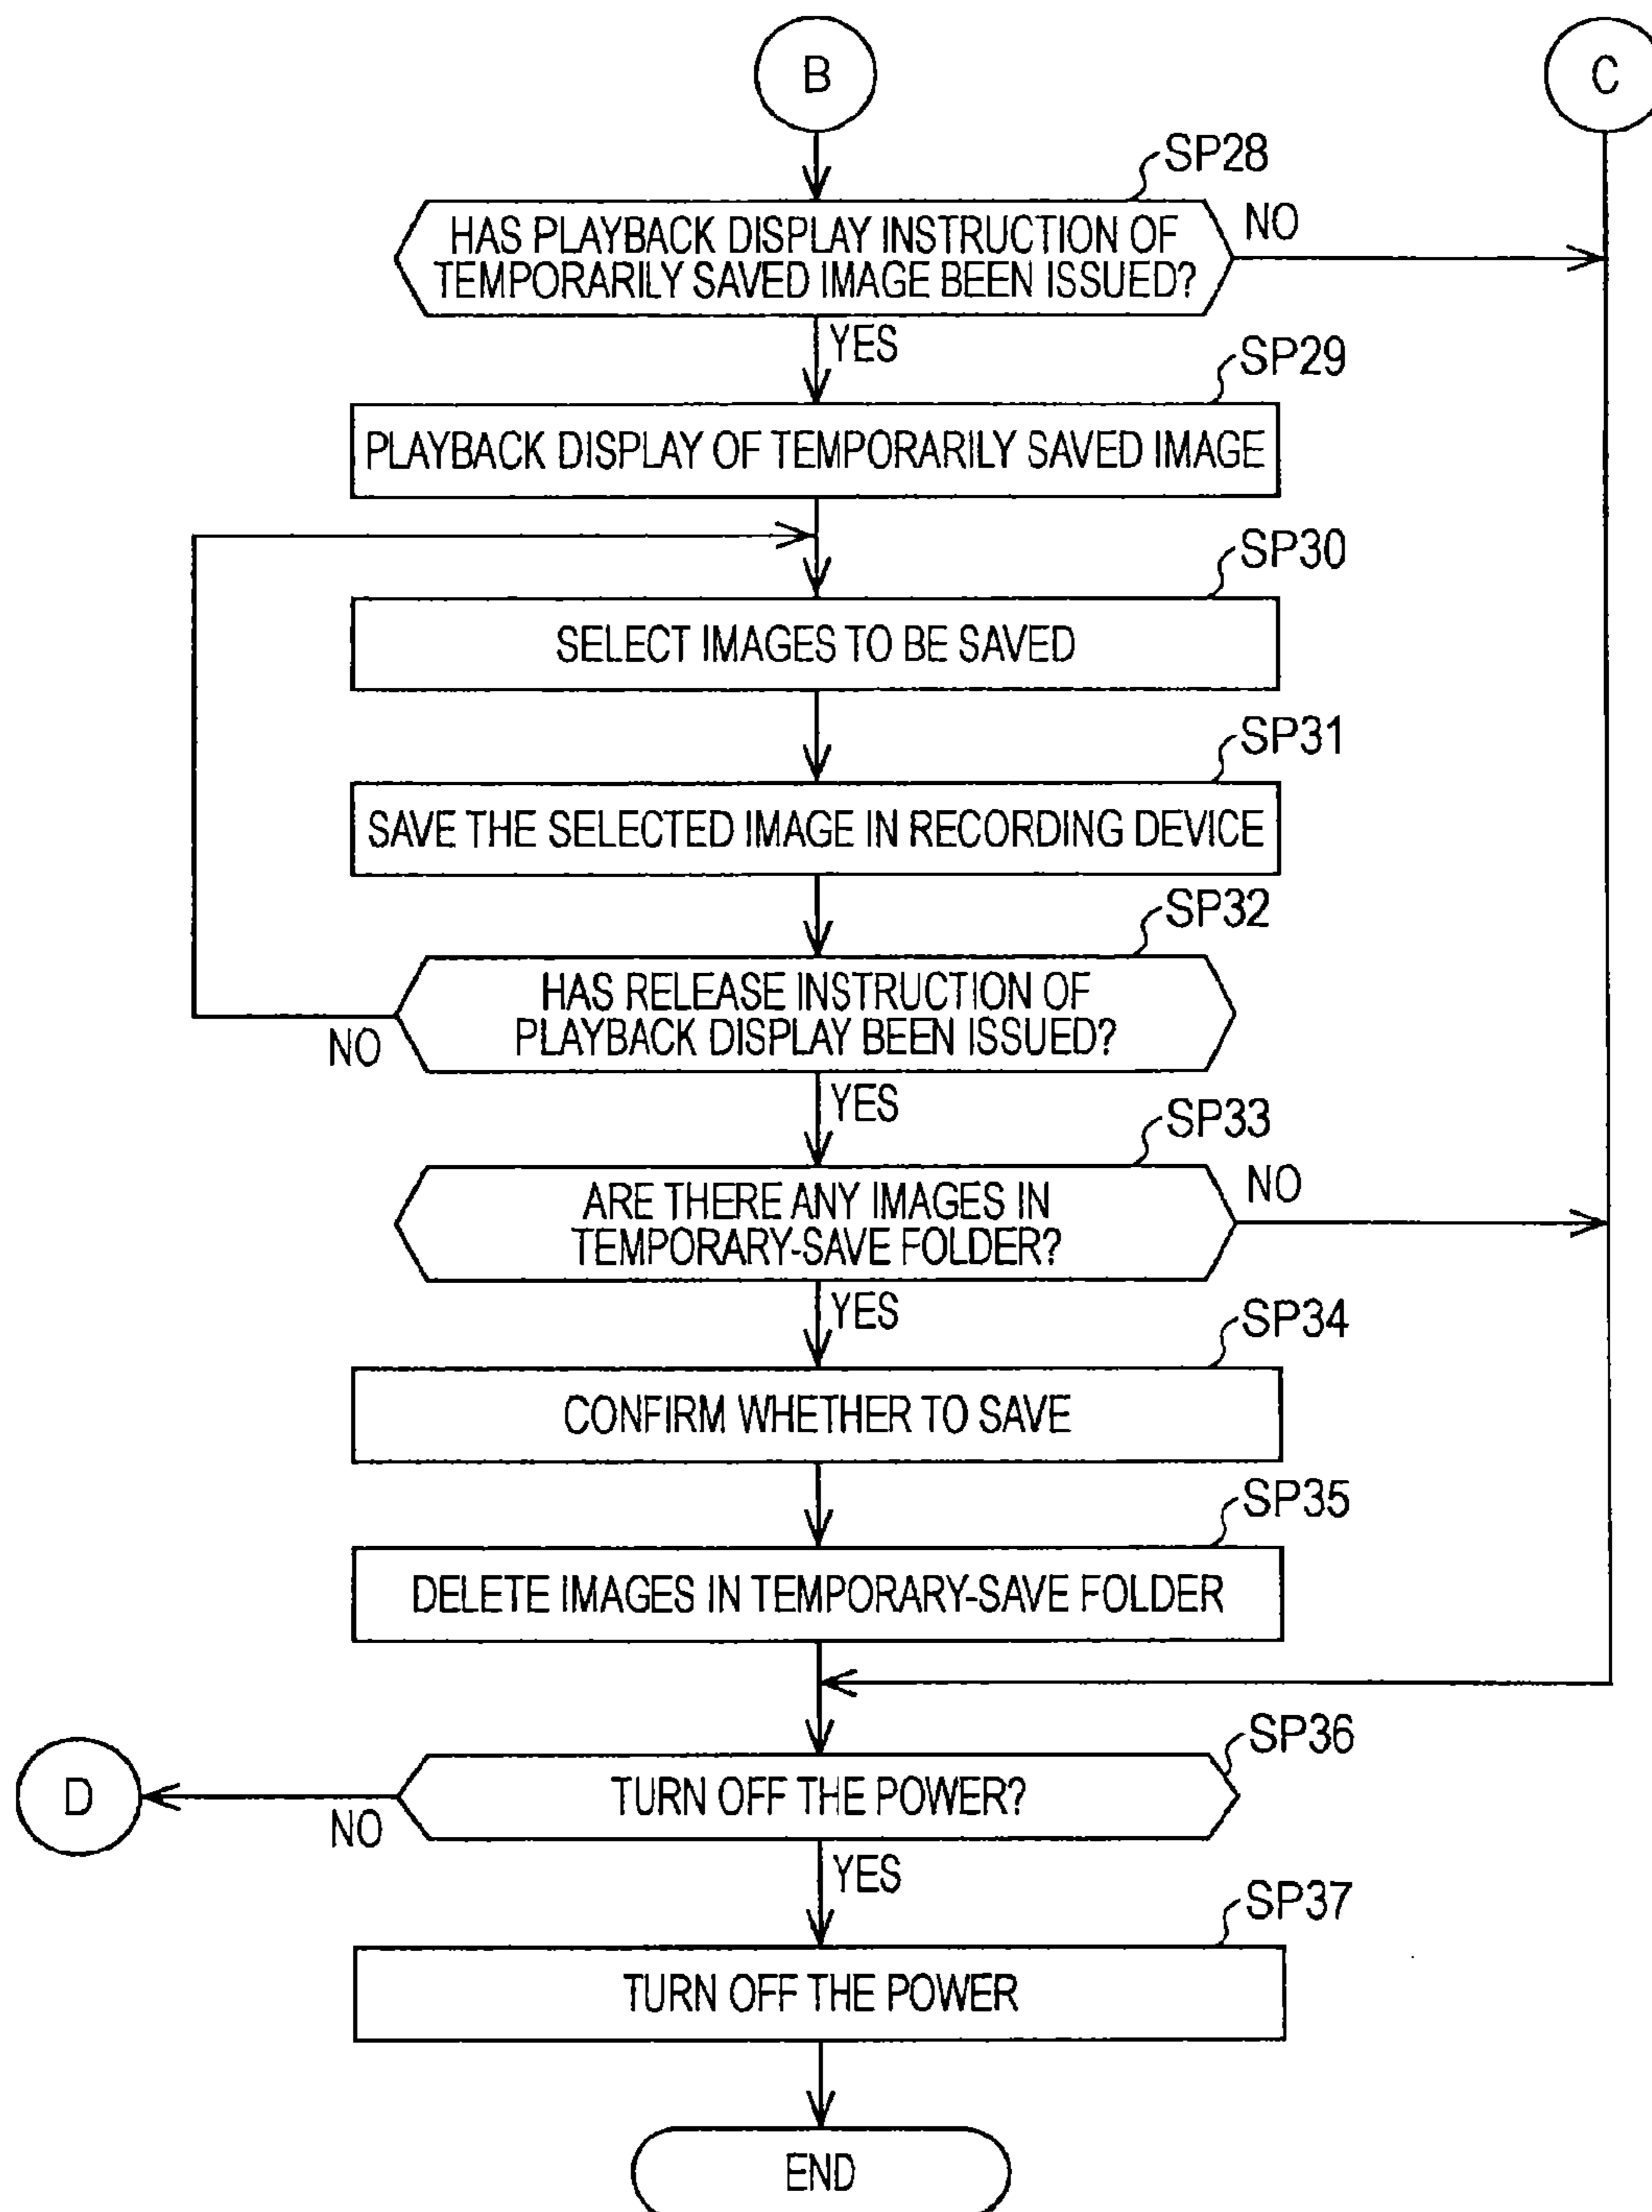 B
C
SP28
HAS PLAYBACK DISPLAY INSTRUCTION OF
TEMPORARILY SAVED IMAGE BEEN ISSUED?
NO
YES
SP29
PLAYBACK DISPLAY OF TEMPORARILY SAVED IMAGE
SP30
SELECT IMAGES TO BE SAVED
SP31
SAVE THE SELECTED IMAGE IN RECORDING DEVICE
SP32
HAS RELEASE INSTRUCTION OF
PLAYBACK DISPLAY BEEN ISSUED?
NO
YES
SP33
ARE THERE ANY IMAGES IN
TEMPORARY-SAVE FOLDER?
NO
YES
SP34
CONFIRM WHETHER TO SAVE
SP35
DELETE IMAGES IN TEMPORARY-SAVE FOLDER
SP36
D
TURN OFF THE POWER?
NO
YES
SP37
TURN OFF THE POWER
END